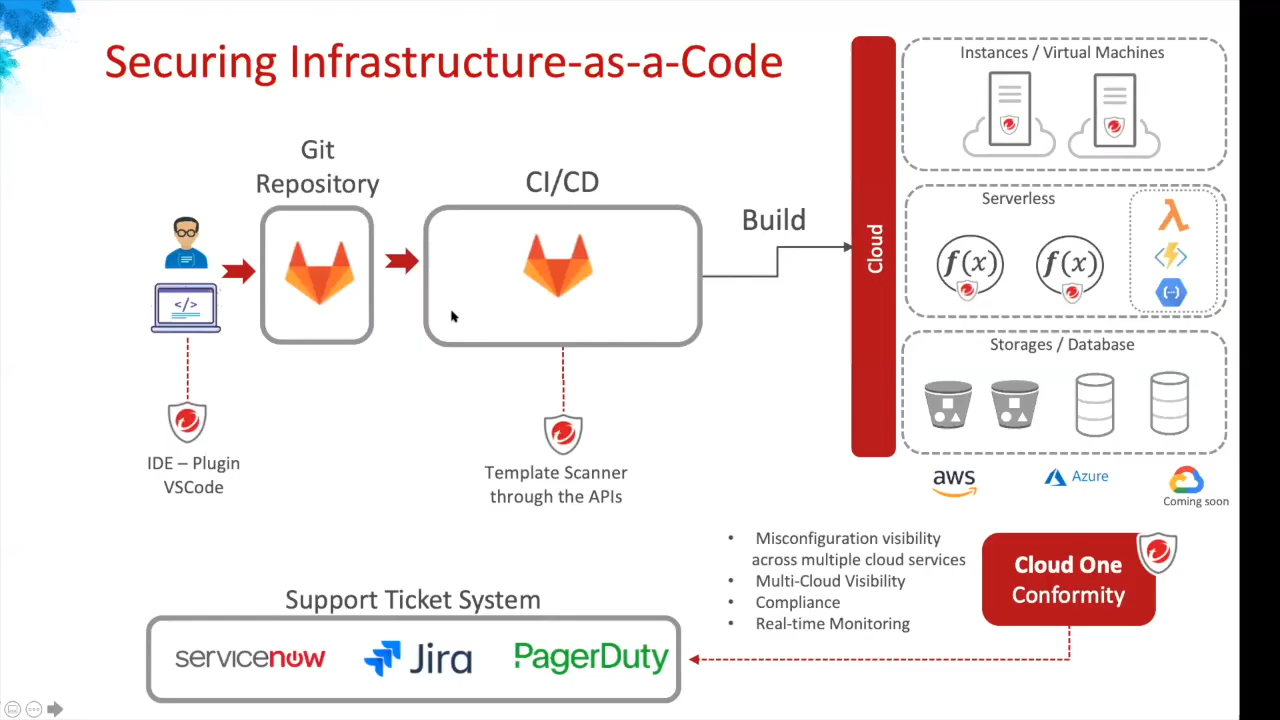 Securing Infrastructure-as-a-Code
Git
Repository
CI/CD
Build
Cloud
Instances / Virtual Machines
Serverless
f(x)
f(x)
Storages / Database
</>
IDE – Plugin
VSCode
Template Scanner
through the APIs
aws
Azure
Coming soon
• Misconfiguration visibility
across multiple cloud services
• Multi-Cloud Visibility
• Compliance
• Real-time Monitoring
Cloud One
Conformity
Support Ticket System
servicenow
Jira
PagerDuty